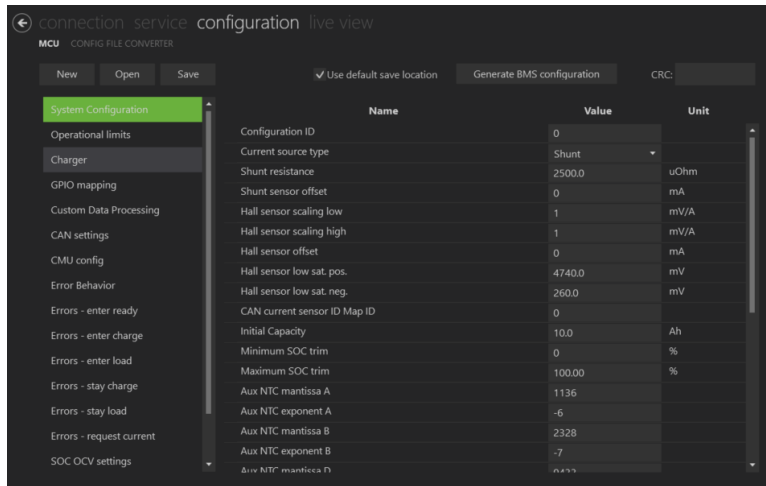 connection service configuration live view
MCU CONFIG FILE CONVERTER
New Open Save Use default save location Generate BMS configuration CRC:
System Configuration
Operational limits
Charger
GPIO mapping
Custom Data Processing
CAN settings
CMU config
Error Behavior
Errors - enter ready
Errors - enter charge
Errors - enter load
Errors - stay charge
Errors - stay load
Errors - request current
SOC OCV settings
Name Value Unit
Configuration ID 0
Current source type Shunt
Shunt resistance 2500.0 uOhm
Shunt sensor offset 0 mA
Hall sensor scaling low 1 mV/A
Hall sensor scaling high 1 mV/A
Hall sensor offset 0 mA
Hall sensor low sat. pos. 4740.0 mV
Hall sensor low sat. neg. 260.0 mV
CAN current sensor ID Map ID 0
Initial Capacity 10.0 Ah
Minimum SOC trim 0 %
Maximum SOC trim 100.00 %
Aux NTC mantissa A 1136
Aux NTC exponent A -6
Aux NTC mantissa B 2328
Aux NTC exponent B -7
Aux NTC mantissa D